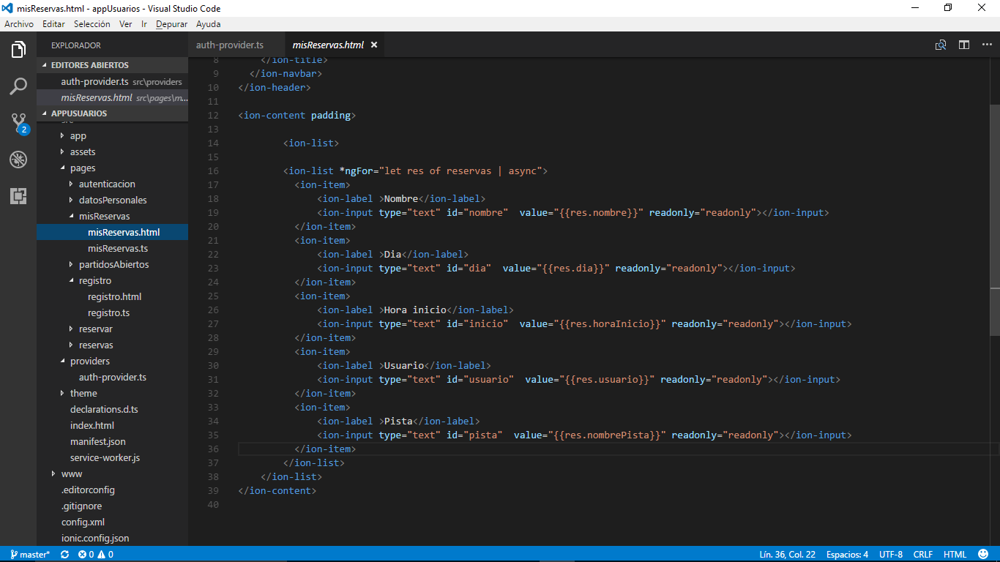 misReservas.html - appUsuarios - Visual Studio Code
Archivo Editar Selección Ver Ir Depurar Ayuda
EXPLORADOR
EDITORES ABIERTOS
auth-provider.ts src\providers
misReservas.html src\pages\m...
APPUSUARIOS
src
app
assets
pages
autenticacion
datosPersonales
misReservas
misReservas.html
misReservas.ts
partidosAbiertos
registro
registro.html
registro.ts
reservar
reservas
providers
auth-provider.ts
theme
declarations.d.ts
index.html
manifest.json
service-worker.js
www
.editorconfig
.gitignore
config.xml
ionic.config.json
2
auth-provider.ts misReservas.html
8 </ion-title>
9 </ion-navbar>
10 </ion-header>
11
12 <ion-content padding>
13
14 <ion-list>
15
16 <ion-list *ngFor="let res of reservas | async">
17 <ion-item>
18 <ion-label >Nombre</ion-label>
19 <ion-input type="text" id="nombre"  value="{{res.nombre}}" readonly="readonly"></ion-input>
20 </ion-item>
21 <ion-item>
22 <ion-label >Dia</ion-label>
23 <ion-input type="text" id="dia"  value="{{res.dia}}" readonly="readonly"></ion-input>
24 </ion-item>
25 <ion-item>
26 <ion-label >Hora inicio</ion-label>
27 <ion-input type="text" id="inicio"  value="{{res.horaInicio}}" readonly="readonly"></ion-input>
28 </ion-item>
29 <ion-item>
30 <ion-label >Usuario</ion-label>
31 <ion-input type="text" id="usuario"  value="{{res.usuario}}" readonly="readonly"></ion-input>
32 </ion-item>
33 <ion-item>
34 <ion-label >Pista</ion-label>
35 <ion-input type="text" id="pista"  value="{{res.nombrePista}}" readonly="readonly"></ion-input>
36 </ion-item>
37 </ion-list>
38 </ion-list>
39 </ion-content>
40
master* 0 0 Lín. 36, Col. 22 Espacios: 4 UTF-8 CRLF HTML